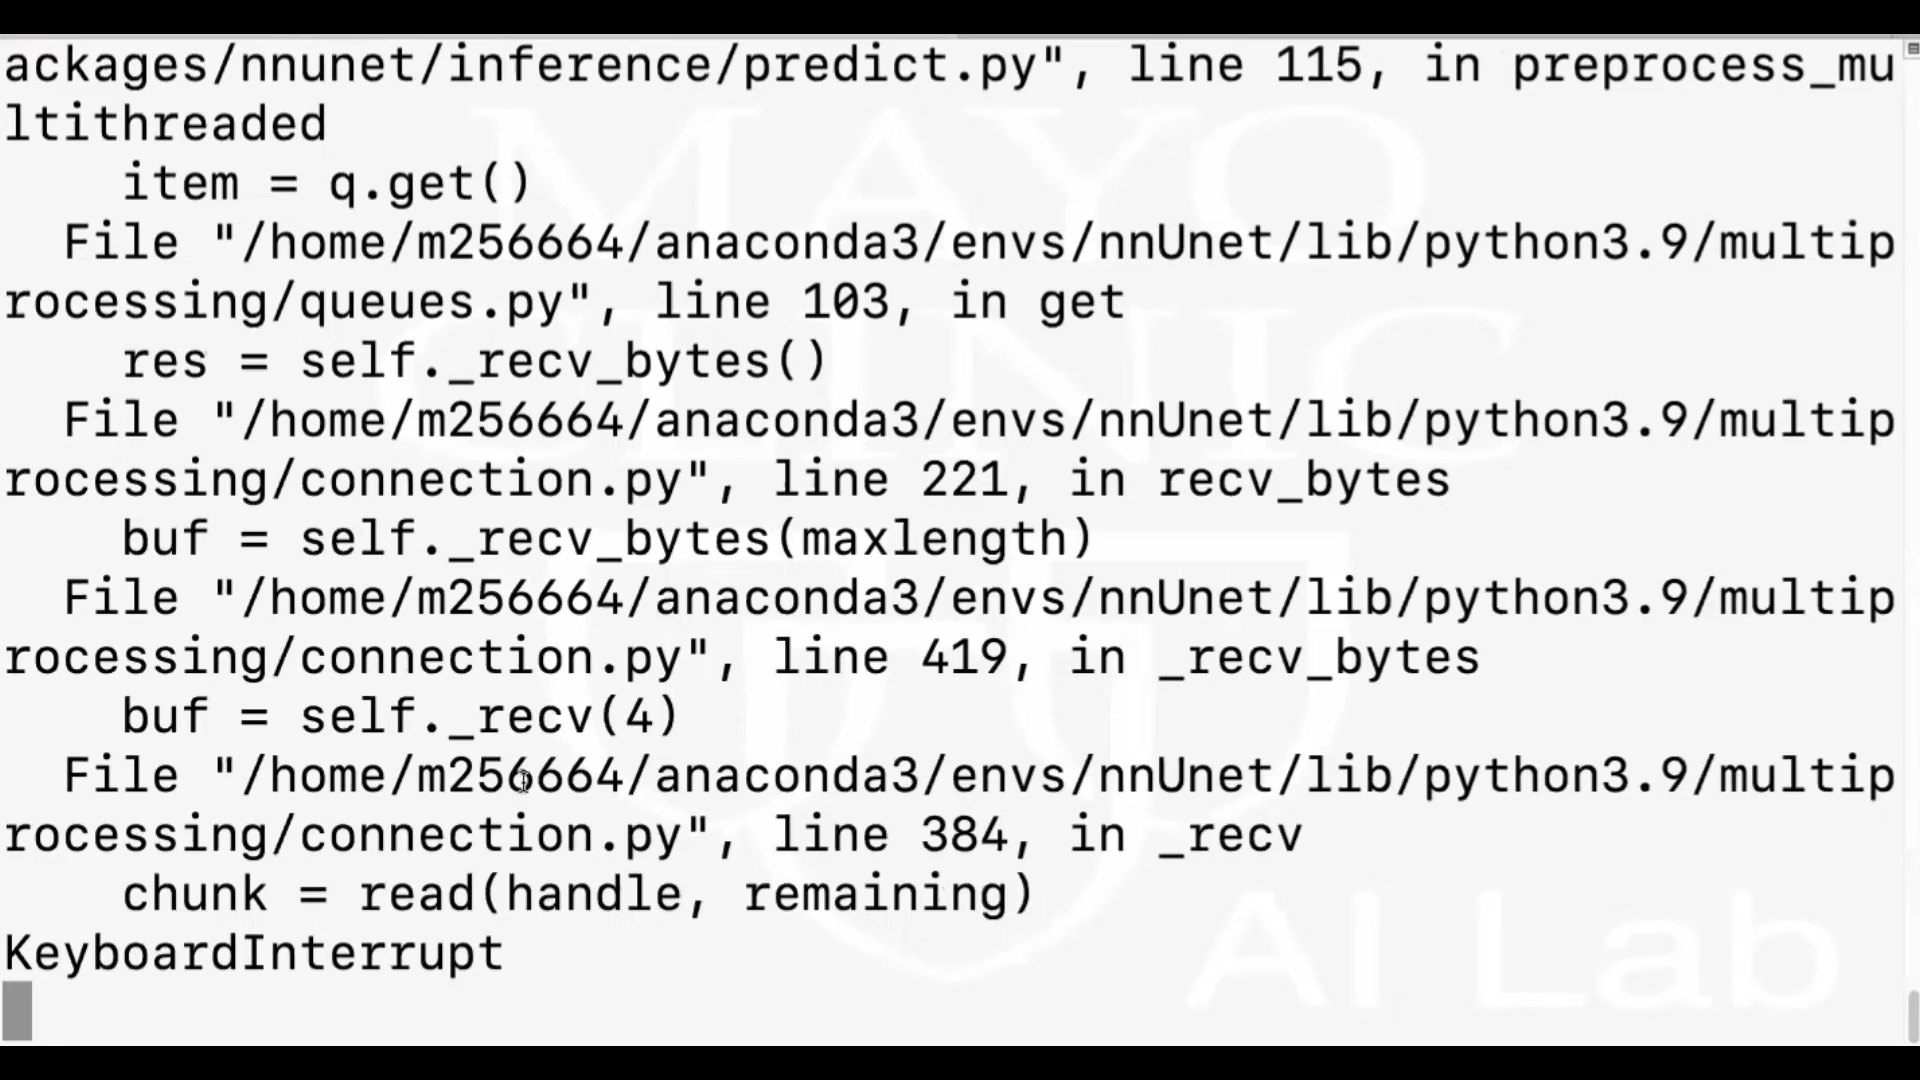 ackages/nnunet/inference/predict.py", line 115, in preprocess_mu
ltithreaded
    item = q.get()
  File "/home/m256664/anaconda3/envs/nnUnet/lib/python3.9/multip
rocessing/queues.py", line 103, in get
    res = self._recv_bytes()
  File "/home/m256664/anaconda3/envs/nnUnet/lib/python3.9/multip
rocessing/connection.py", line 221, in recv_bytes
    buf = self._recv_bytes(maxlength)
  File "/home/m256664/anaconda3/envs/nnUnet/lib/python3.9/multip
rocessing/connection.py", line 419, in _recv_bytes
    buf = self._recv(4)
  File "/home/m256664/anaconda3/envs/nnUnet/lib/python3.9/multip
rocessing/connection.py", line 384, in _recv
    chunk = read(handle, remaining)
KeyboardInterrupt
MAYO
CLINIC
AI Lab